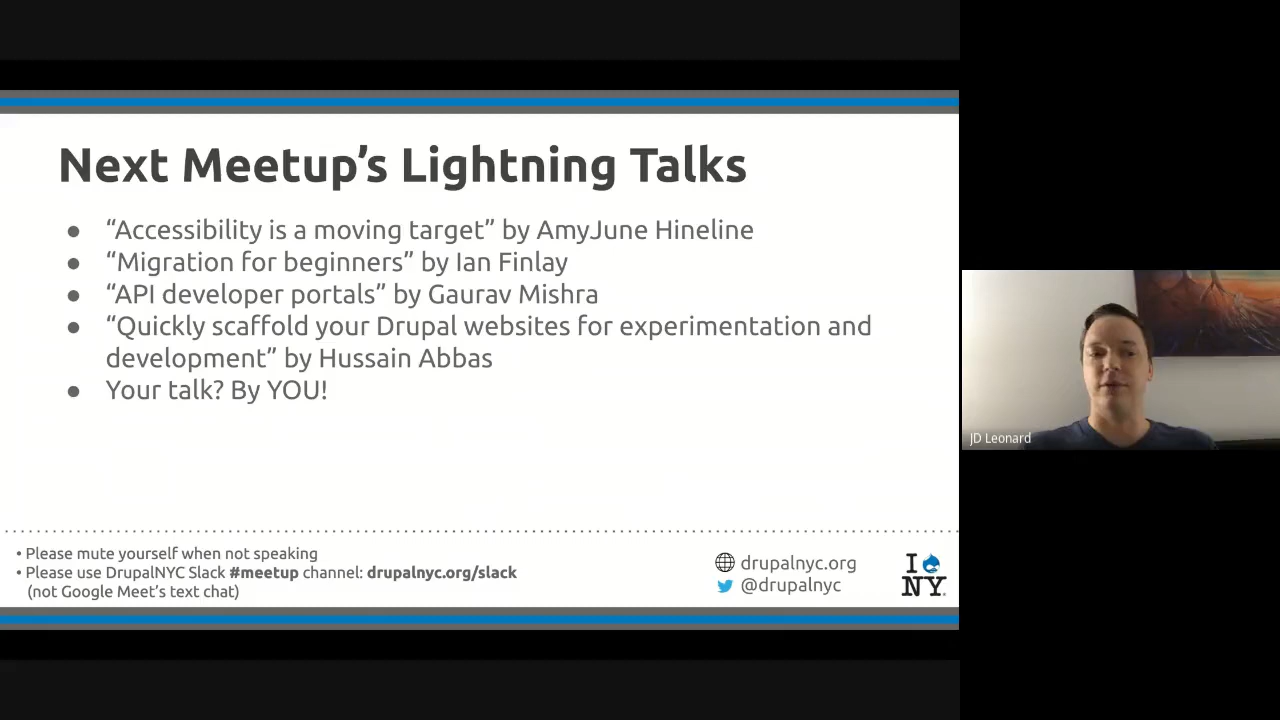 Next Meetup’s Lightning Talks
● “Accessibility is a moving target” by AmyJune Hineline
● “Migration for beginners” by Ian Finlay
● “API developer portals” by Gaurav Mishra
● “Quickly scaffold your Drupal websites for experimentation and
development” by Hussain Abbas
● Your talk? By YOU!
• Please mute yourself when not speaking
• Please use DrupalNYC Slack #meetup channel: drupalnyc.org/slack
(not Google Meet’s text chat)
drupalnyc.org
@drupalnyc
I
NY.
JD Leonard